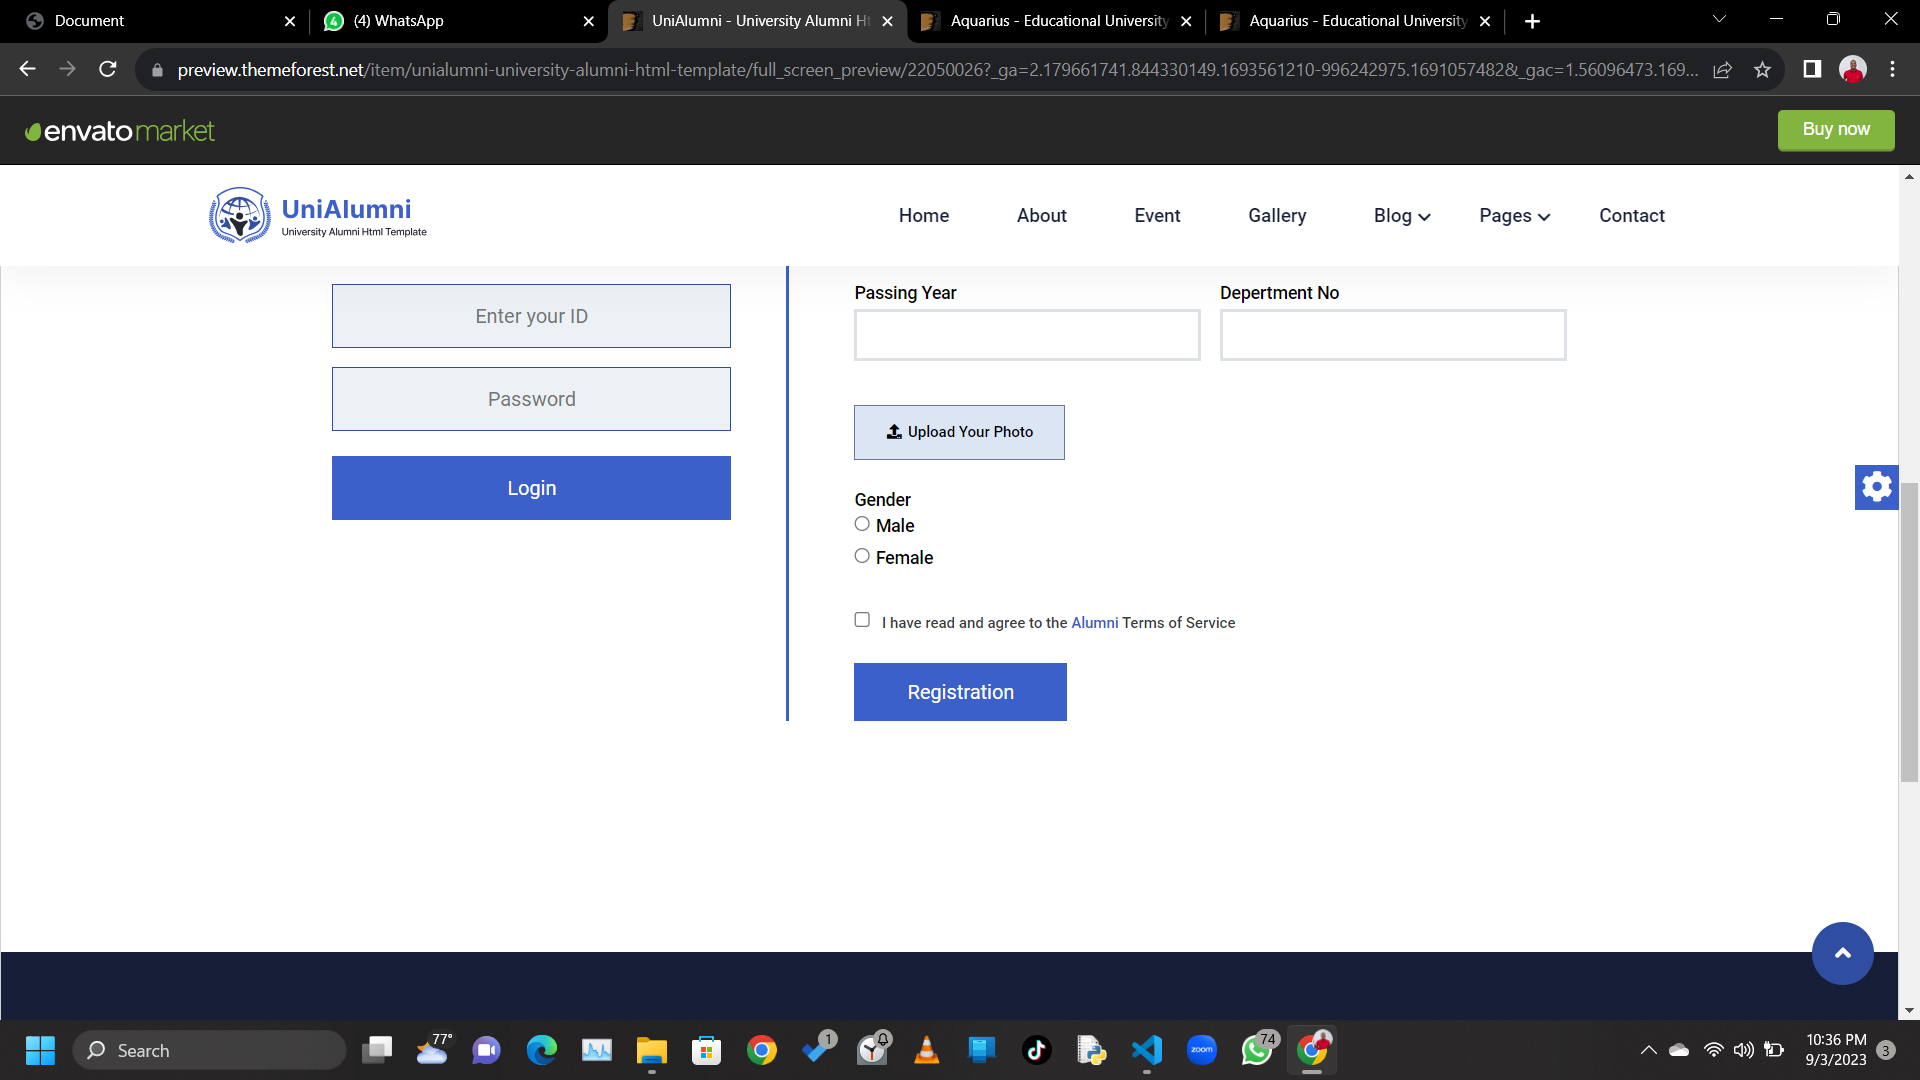 Document
(4) WhatsApp
UniAlumni - University Alumni Ht
Aquarius - Educational University
Aquarius - Educational University
preview.themeforest.net/item/unialumni-university-alumni-html-template/full_screen_preview/22050026?_ga=2.179661741.844330149.1693561210-996242975.1691057482&_gac=1.56096473.169...
envato market
Buy now
UniAlumni
University Alumni Html Template
Home
About
Event
Gallery
Blog
Pages
Contact
Enter your ID
Password
Login
Passing Year
Depertment No
Upload Your Photo
Gender
Male
Female
I have read and agree to the Alumni Terms of Service
Registration
Search
77°
1
zoom
74
10:36 PM
9/3/2023
3